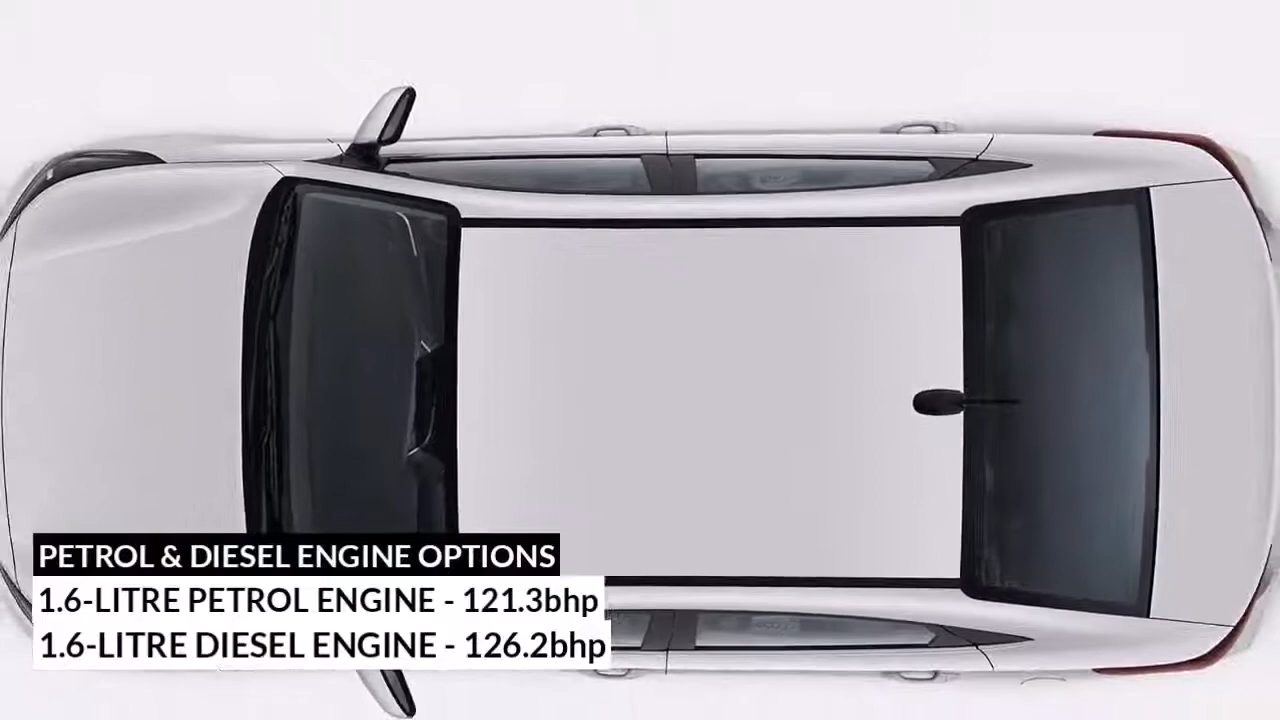 PETROL & DIESEL ENGINE OPTIONS
1.6-LITRE PETROL ENGINE - 121.3bhp
1.6-LITRE DIESEL ENGINE - 126.2bhp